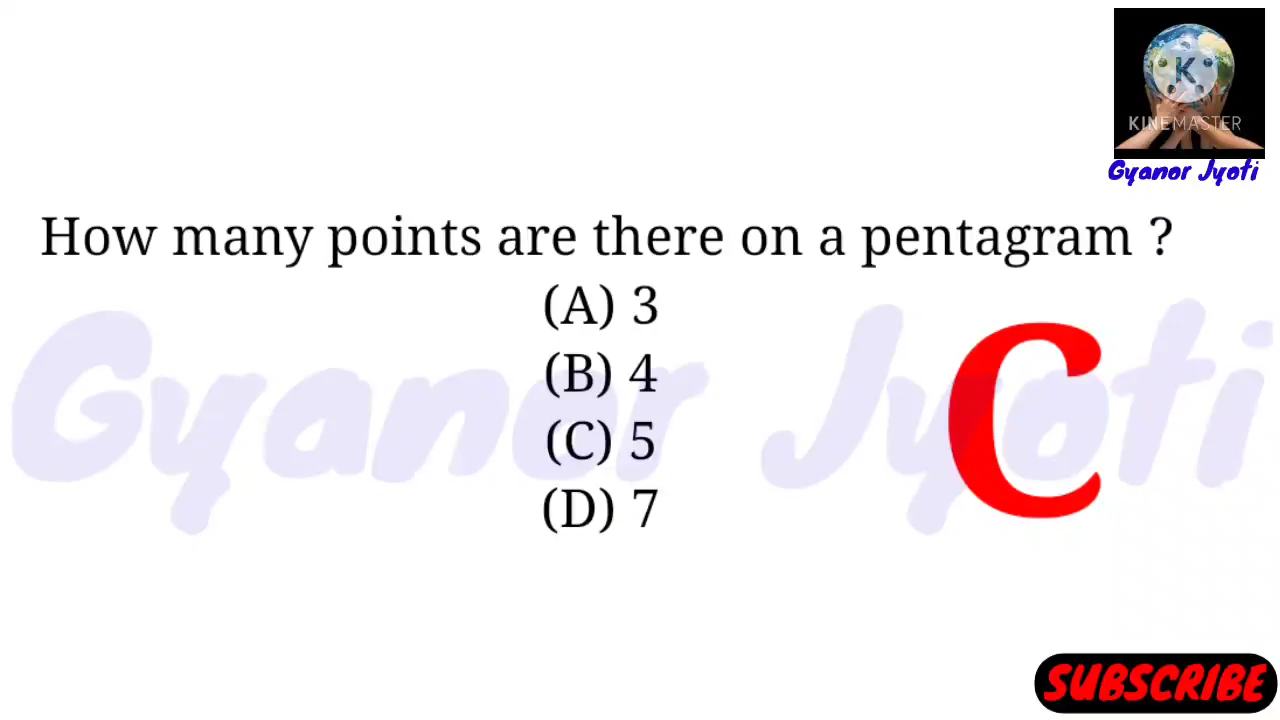 KINEMASTER
Gyanor Jyoti
How many points are there on a pentagram ?
(A) 3
(B) 4
(C) 5
(D) 7
C
Gyanor Jyoti
SUBSCRIBE